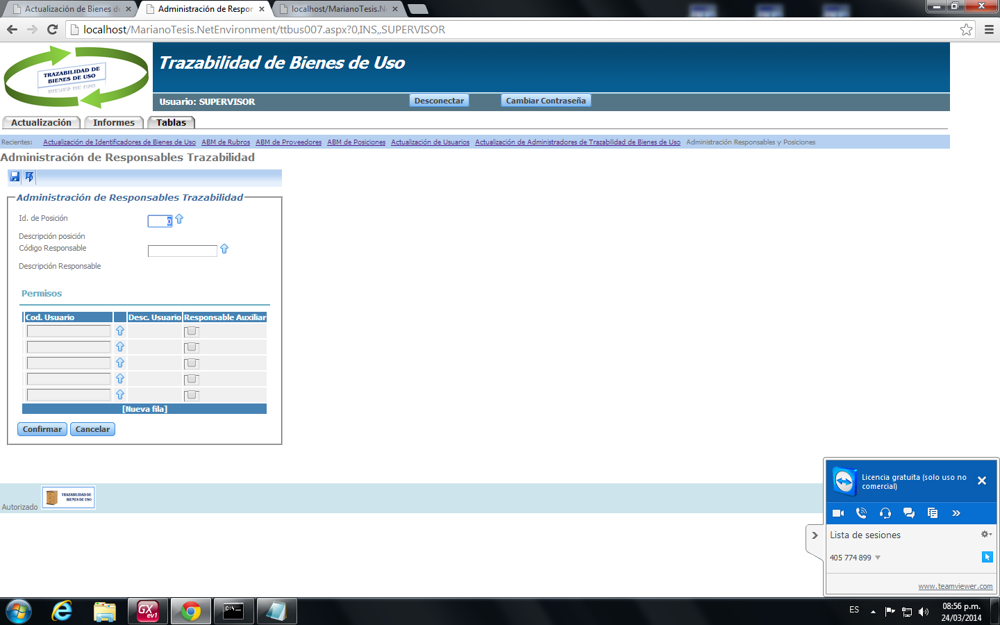 Actualización de Bienes d
Administración de Respor
localhost/MarianoTesis.Ne
localhost/MarianoTesis.NetEnvironment/ttbus007.aspx?0,INS,,SUPERVISOR
TRAZABILIDAD DE
BIENES DE USO
Trazabilidad de Bienes de Uso
Usuario: SUPERVISOR
Desconectar
Cambiar Contraseña
Actualización
Informes
Tablas
Recientes: Actualización de Identificadores de Bienes de Uso ABM de Rubros ABM de Proveedores ABM de Posiciones Actualización de Usuarios Actualización de Administradores de Trazabilidad de Bienes de Uso Administración Responsables y Posiciones
Administración de Responsables Trazabilidad
Administración de Responsables Trazabilidad
Id. de Posición 0
Descripción posición
Código Responsable
Descripción Responsable
Permisos
Cod. Usuario Desc. Usuario Responsable Auxiliar
[Nueva fila]
Confirmar Cancelar
Autorizado
TRAZABILIDAD DE
BIENES DE USO
Licencia gratuita (solo uso no
comercial)
Lista de sesiones
405 774 899
www.teamviewer.com
GX
ev1
C:\.
ES
08:56 p.m.
24/03/2014